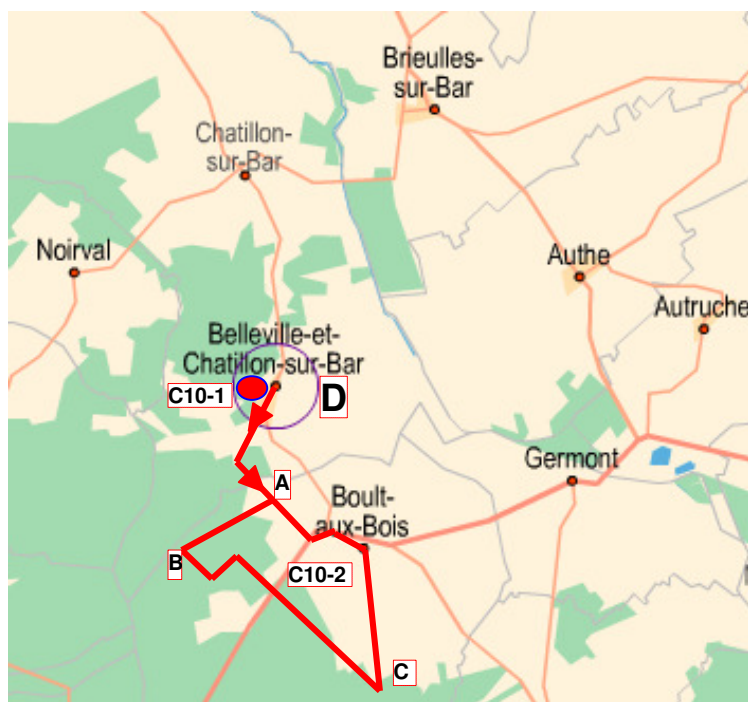 Brieulles-
sur-Bar
Chatillon-
sur-Bar
Noirval
Authe
Autruche
Belleville-et-
Chatillon-sur-Bar
C10-1
D
Germont
A
Boult-
aux-Bois
B
C10-2
C